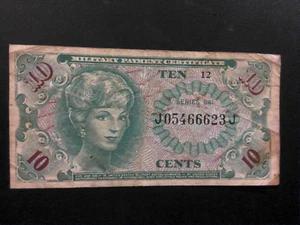 MILITARY PAYMENT CERTIFICATE
10 TEN 12 10
SERIES 641
J05466623J
10 CENTS 10